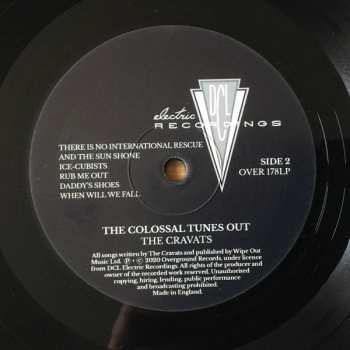 electric
DCL
RECORDINGS
THERE IS NO INTERNATIONAL RESCUE
AND THE SUN SHONE
ICE-CUBISTS
RUB ME OUT
DADDY'S SHOES
WHEN WILL WE FALL
SIDE 2
OVER 178LP
THE COLOSSAL TUNES OUT
THE CRAVATS
All songs written by The Cravats and published by Wipe Out
Music Ltd. ℗ + © 2020 Overground Records, under licence
from DCL Electric Recordings. All rights of the producer and
owner of the recorded work reserved. Unauthorised
copying, hiring, lending, public performance
and broadcasting prohibited.
Made in England.